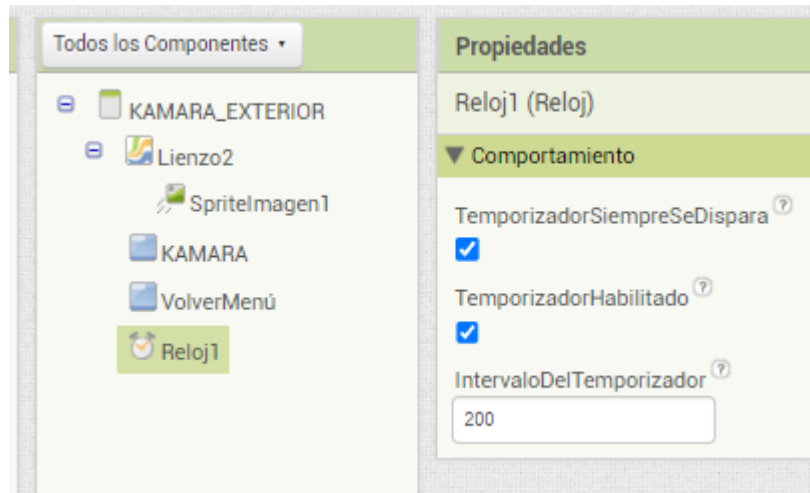 Todos los Componentes
KAMARA_EXTERIOR
Lienzo2
SpriteImagen1
KAMARA
VolverMenú
Reloj1
Propiedades
Reloj1 (Reloj)
Comportamiento
TemporizadorSiempreSeDispara ?
TemporizadorHabilitado ?
IntervaloDelTemporizador ?
200